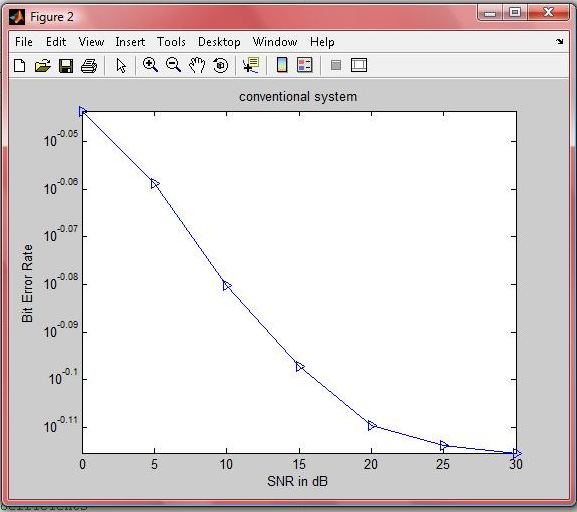 Figure 2
File Edit View Insert Tools Desktop Window Help
conventional system
10^-0.05
10^-0.06
10^-0.07
10^-0.08
10^-0.09
10^-0.1
10^-0.11
Bit Error Rate
0 5 10 15 20 25 30
SNR in dB